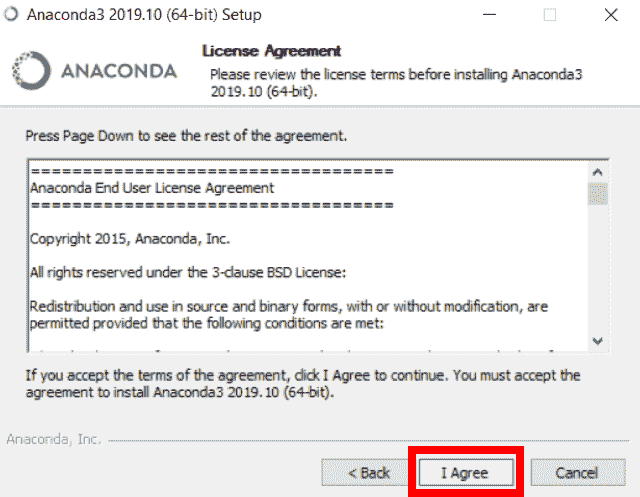 Anaconda3 2019.10 (64-bit) Setup
ANACONDA
License Agreement
Please review the license terms before installing Anaconda3
2019.10 (64-bit).
Press Page Down to see the rest of the agreement.
===================================
Anaconda End User License Agreement
===================================
Copyright 2015, Anaconda, Inc.
All rights reserved under the 3-clause BSD License:
Redistribution and use in source and binary forms, with or without modification, are
permitted provided that the following conditions are met:
If you accept the terms of the agreement, click I Agree to continue. You must accept the
agreement to install Anaconda3 2019.10 (64-bit).
Anaconda, Inc.
< Back
I Agree
Cancel